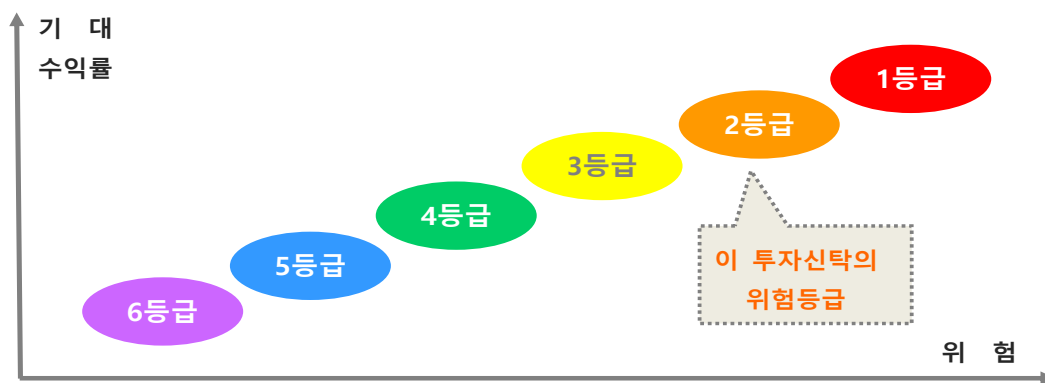 기 대
수익률
1등급
2등급
3등급
4등급
5등급
6등급
이 투자신탁의
위험등급
위 험